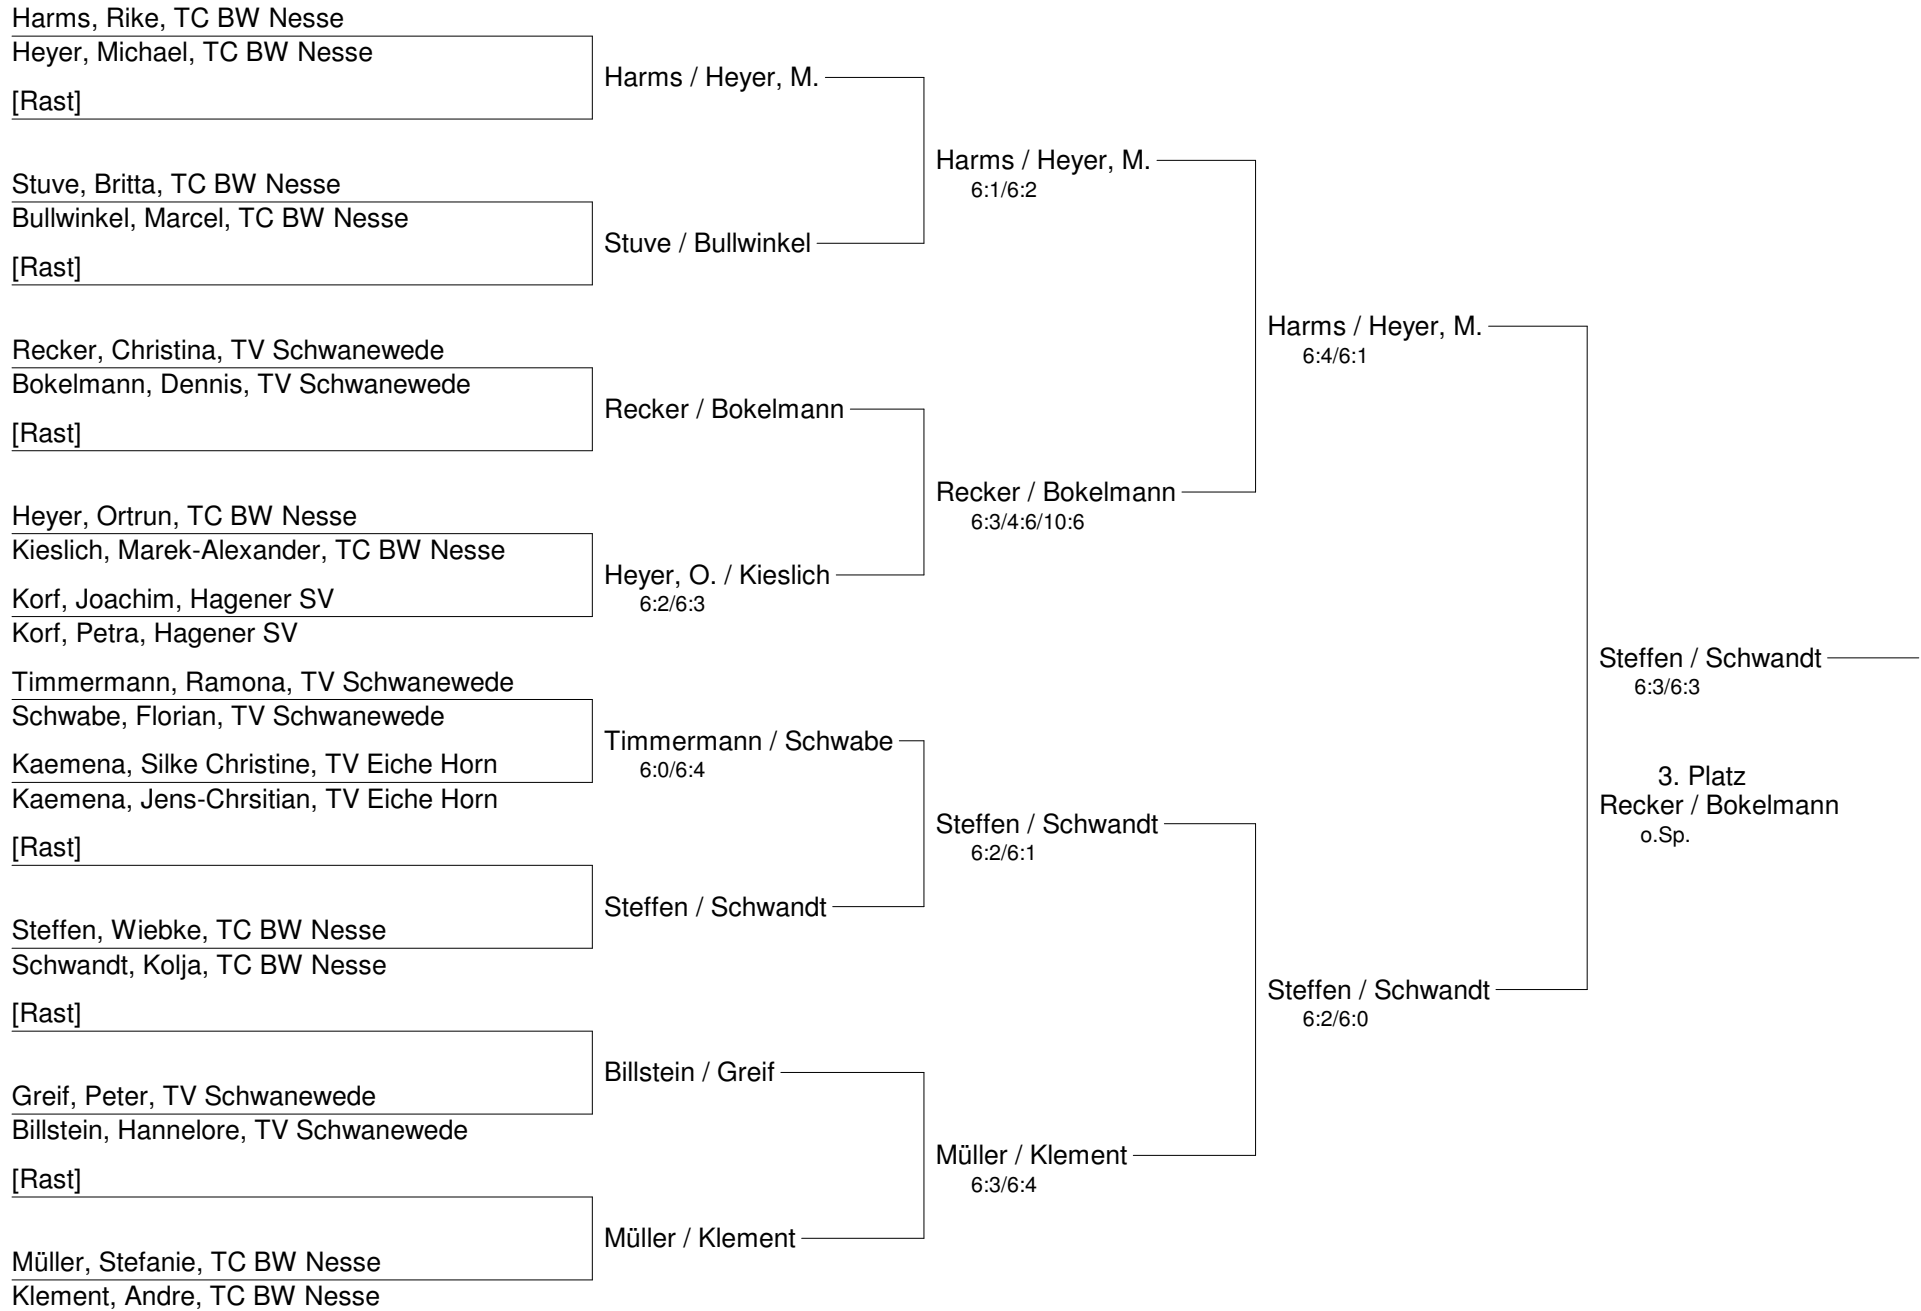 Harms, Rike, TC BW Nesse
Heyer, Michael, TC BW Nesse
[Rast]
Stuve, Britta, TC BW Nesse
Bullwinkel, Marcel, TC BW Nesse
[Rast]
Recker, Christina, TV Schwanewede
Bokelmann, Dennis, TV Schwanewede
[Rast]
Heyer, Ortrun, TC BW Nesse
Kieslich, Marek-Alexander, TC BW Nesse
Korf, Joachim, Hagener SV
Korf, Petra, Hagener SV
Timmermann, Ramona, TV Schwanewede
Schwabe, Florian, TV Schwanewede
Kaemena, Silke Christine, TV Eiche Horn
Kaemena, Jens-Chrsitian, TV Eiche Horn
[Rast]
Steffen, Wiebke, TC BW Nesse
Schwandt, Kolja, TC BW Nesse
[Rast]
Greif, Peter, TV Schwanewede
Billstein, Hannelore, TV Schwanewede
[Rast]
Müller, Stefanie, TC BW Nesse
Klement, Andre, TC BW Nesse
Harms / Heyer, M.
Stuve / Bullwinkel
Recker / Bokelmann
Heyer, O. / Kieslich
6:2/6:3
Timmermann / Schwabe
6:0/6:4
Steffen / Schwandt
Billstein / Greif
Müller / Klement
Harms / Heyer, M.
6:1/6:2
Recker / Bokelmann
6:3/4:6/10:6
Steffen / Schwandt
6:2/6:1
Müller / Klement
6:3/6:4
Harms / Heyer, M.
6:4/6:1
Steffen / Schwandt
6:2/6:0
Steffen / Schwandt
6:3/6:3
3. Platz
Recker / Bokelmann
o.Sp.